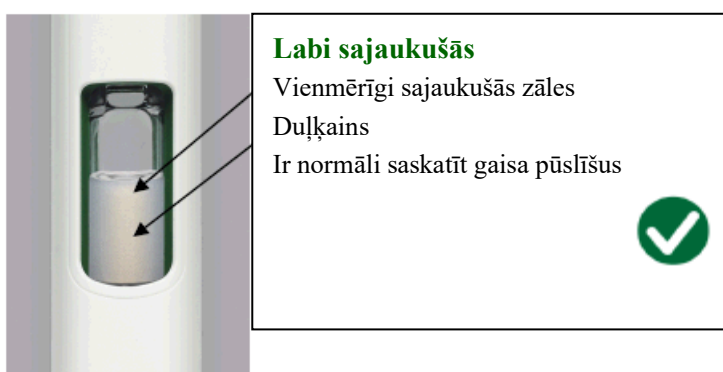 Labi sajaukušās
Vienmērīgi sajaukušās zāles
Duļķains
Ir normāli saskatīt gaisa pūslīšus